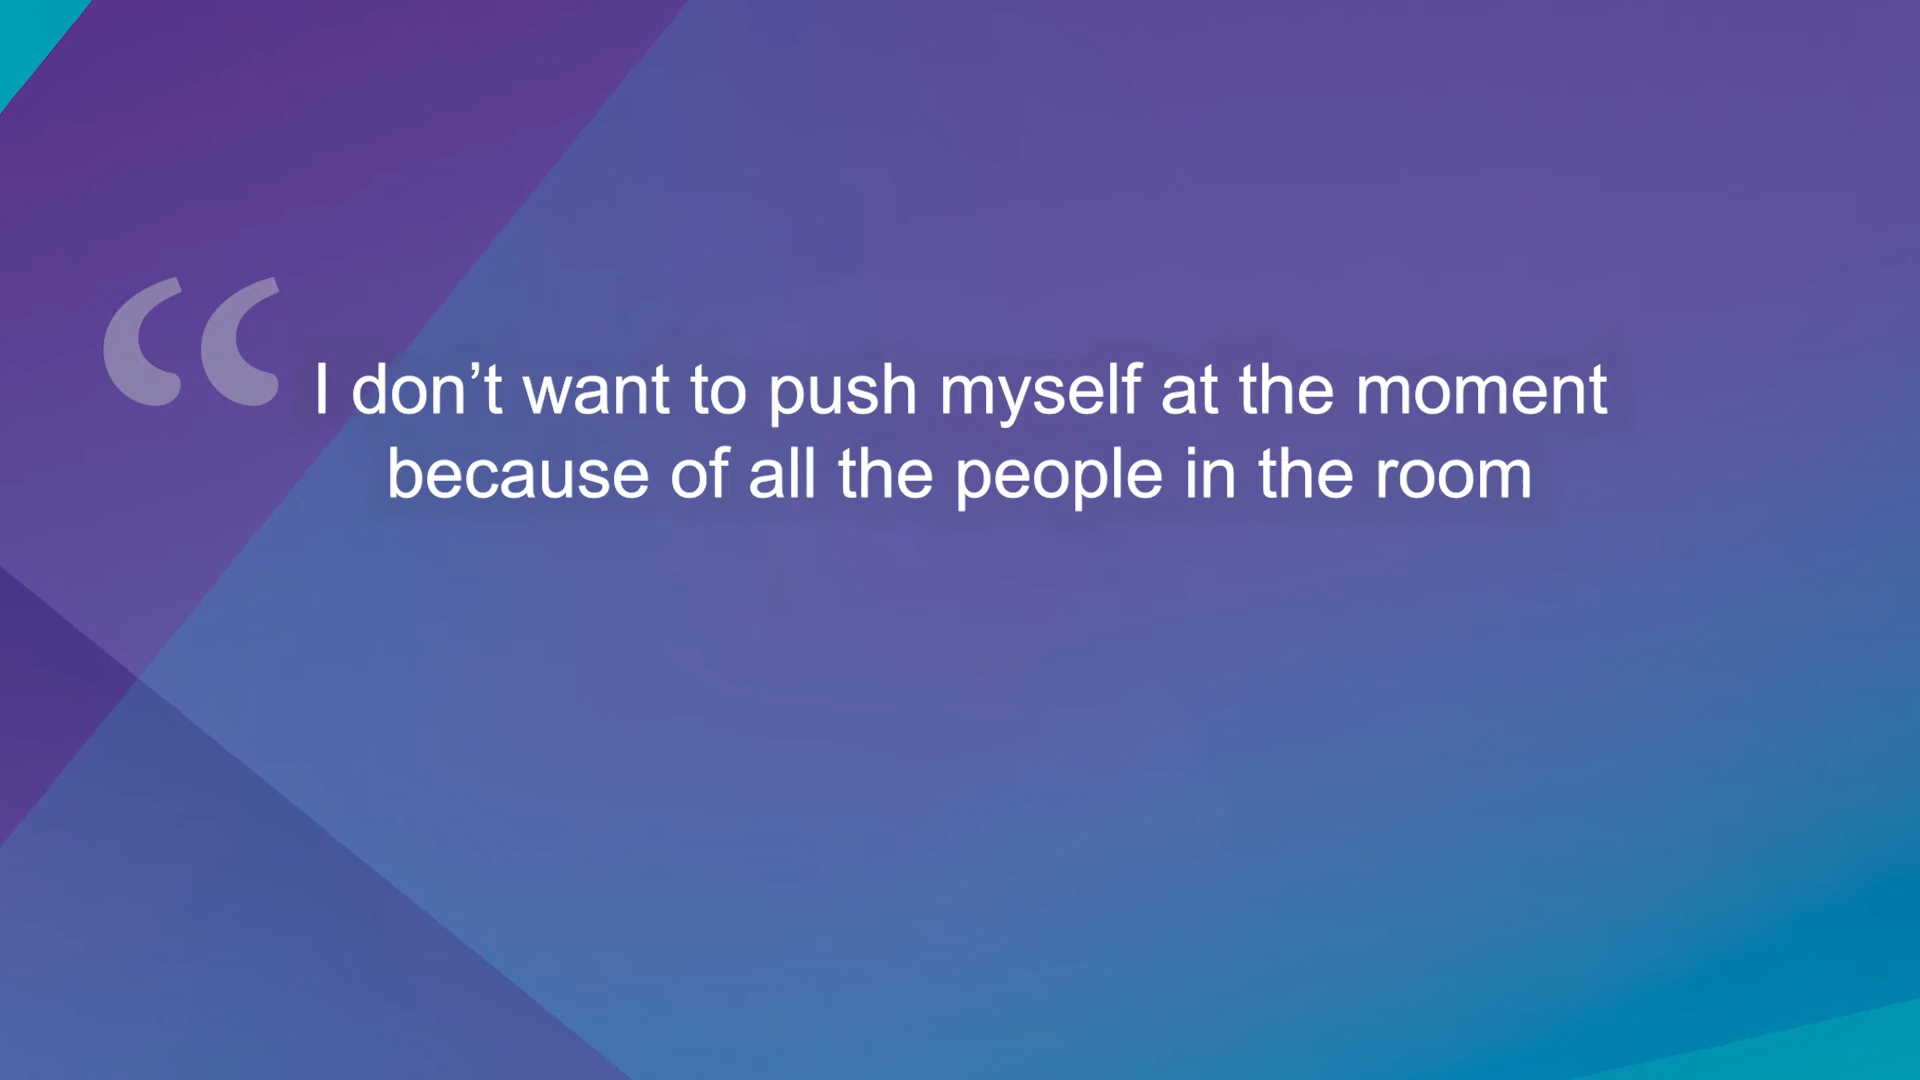 “ I don’t want to push myself at the moment
because of all the people in the room